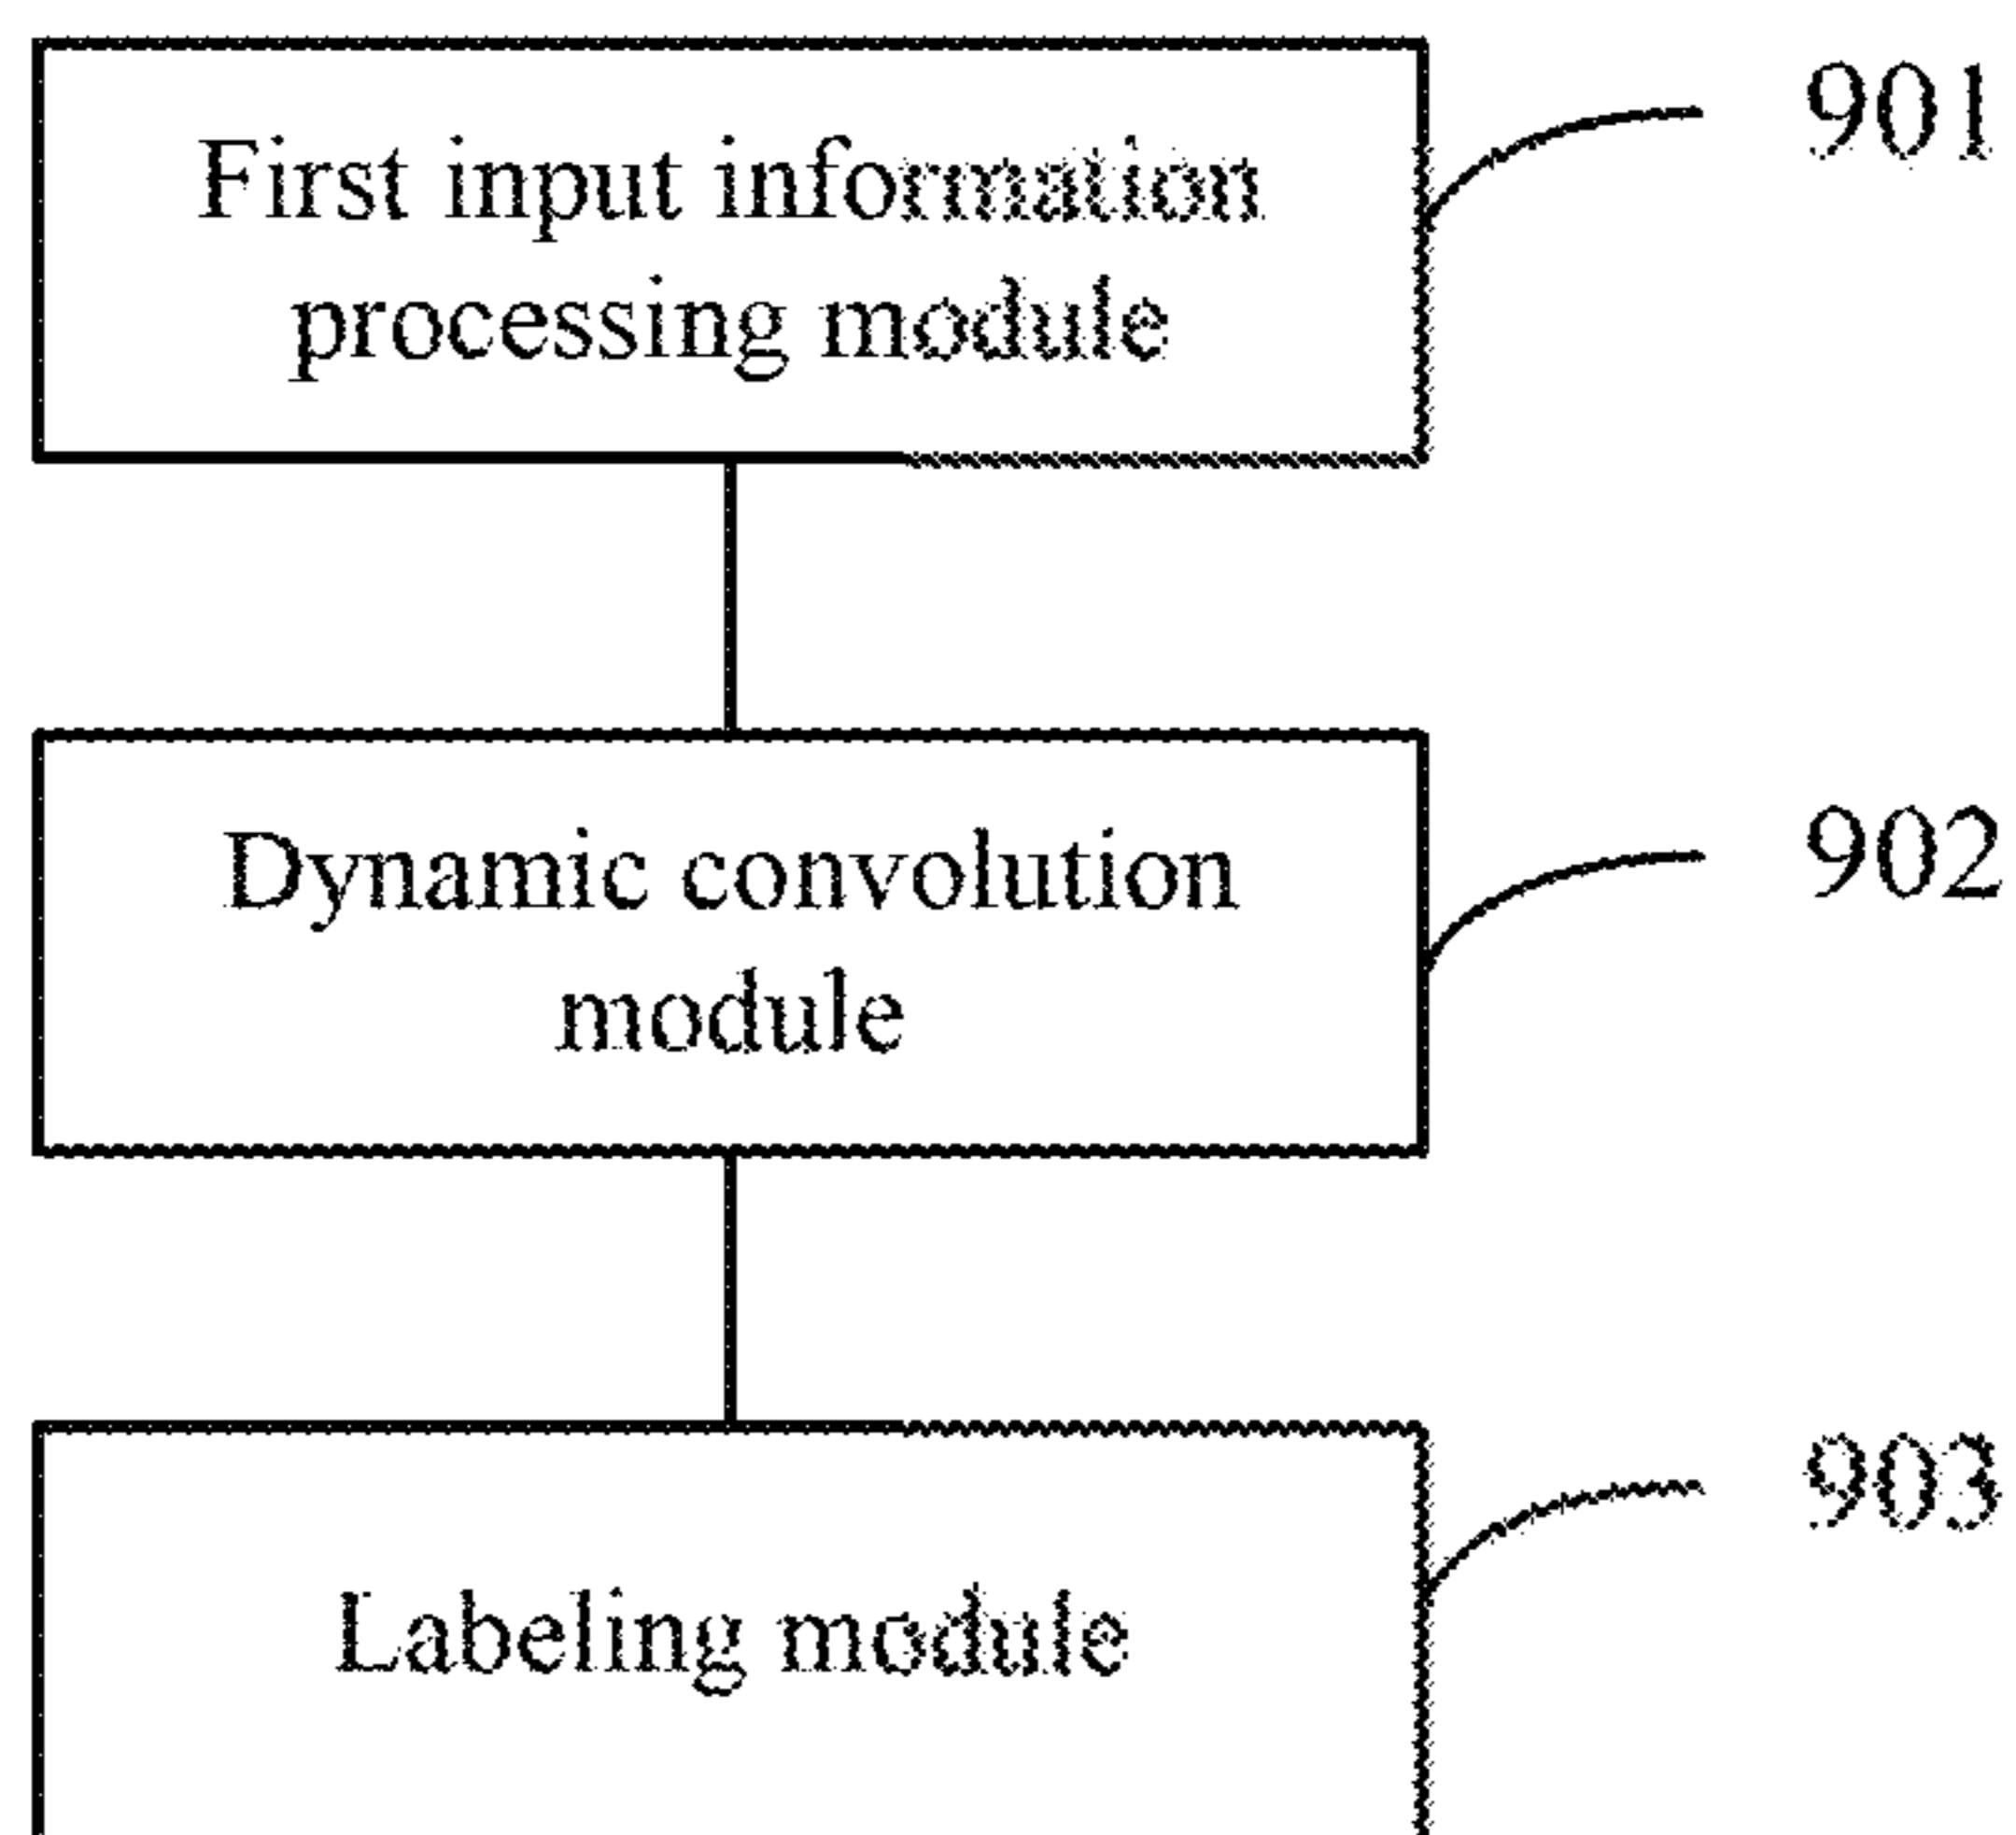 First input information
processing module
901
Dynamic convolution
module
902
Labeling module
903